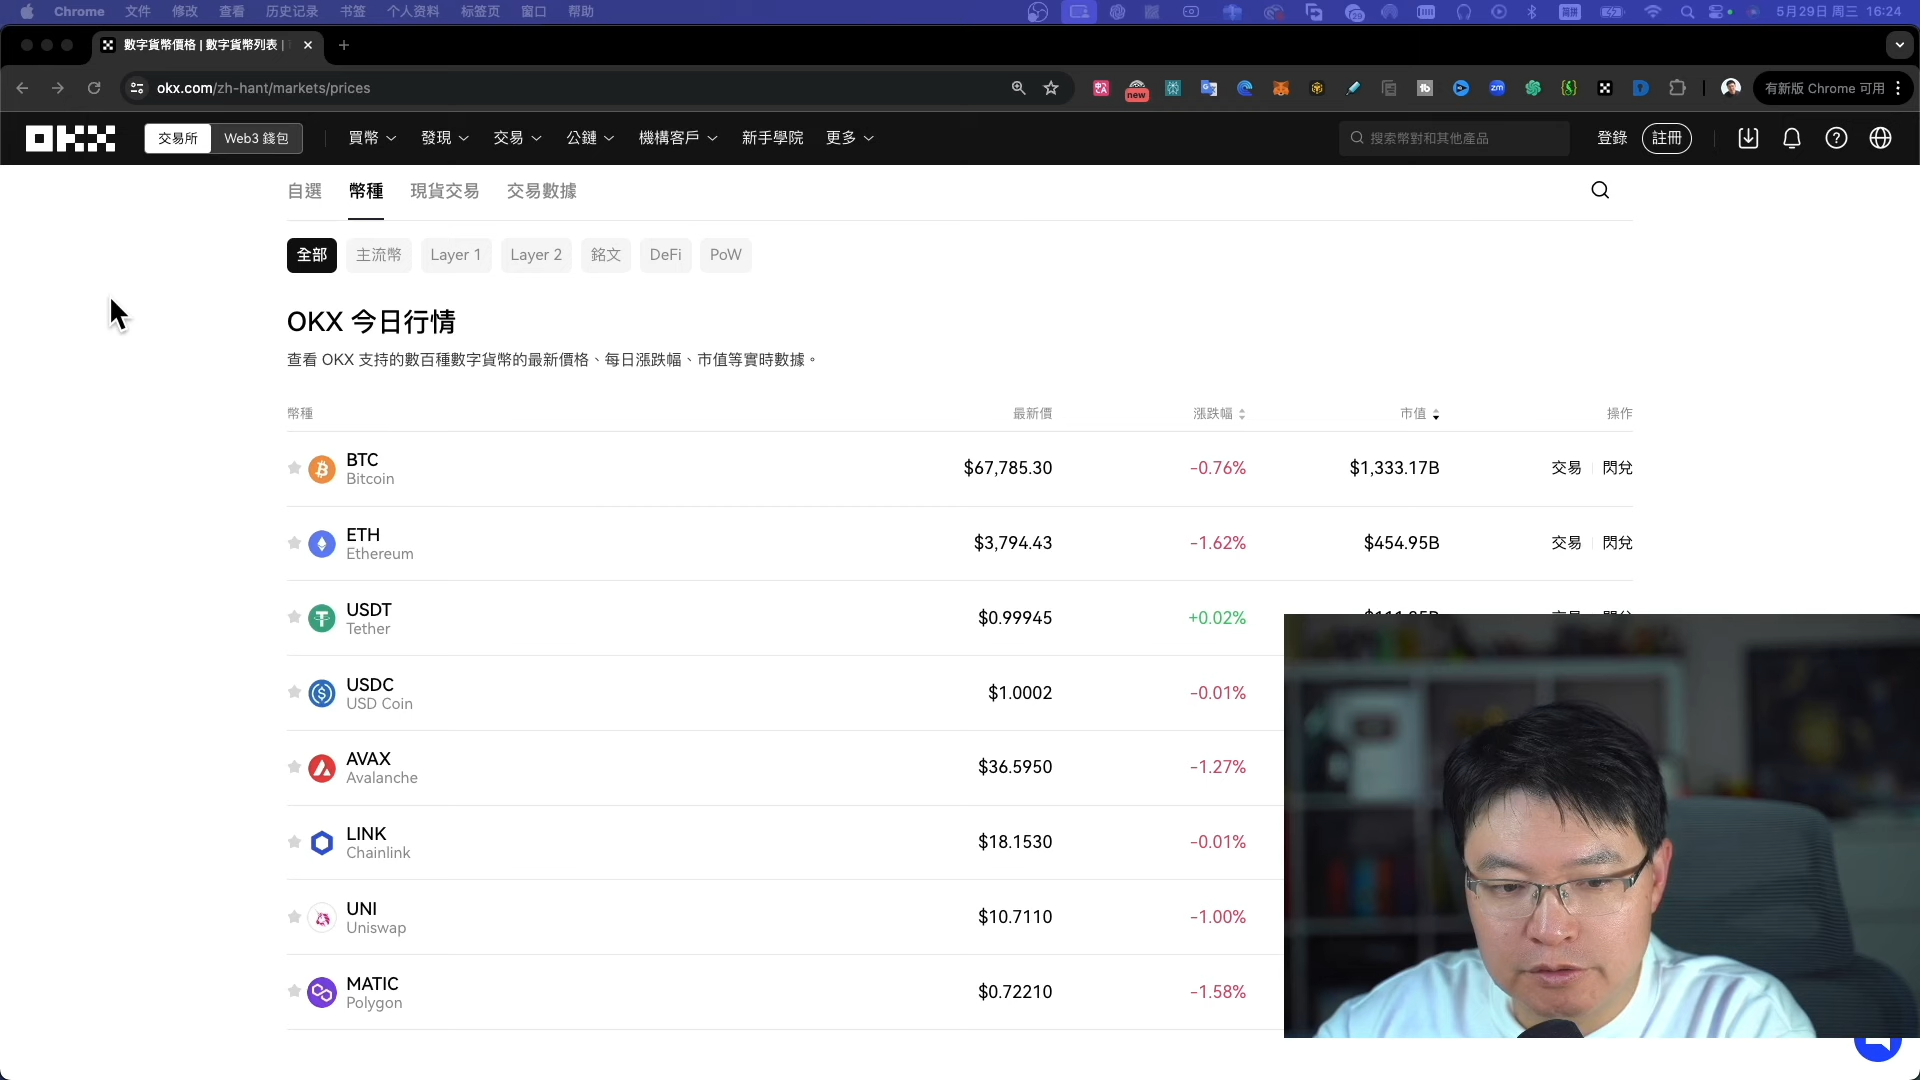 Chrome 文件 修改 查看 历史记录 书签 个人资料 标签页 窗口 帮助 5月29日 周三 16:24
數字貨幣價格 | 數字貨幣列表 |
okx.com/zh-hant/markets/prices 有新版 Chrome 可用
OKX 交易所 Web3 錢包 買幣 發現 交易 公鏈 機構客戶 新手學院 更多 搜索幣對和其他產品 登錄 註冊
自選 幣種 現貨交易 交易數據
全部 主流幣 Layer 1 Layer 2 銘文 DeFi PoW
OKX 今日行情
查看 OKX 支持的數百種數字貨幣的最新價格、每日漲跌幅、市值等實時數據。
幣種 最新價 漲跌幅 市值 操作
BTC
Bitcoin
$67,785.30 -0.76% $1,333.17B 交易 閃兌
ETH
Ethereum
$3,794.43 -1.62% $454.95B 交易 閃兌
USDT
Tether
$0.99945 +0.02%
USDC
USD Coin
$1.0002 -0.01%
AVAX
Avalanche
$36.5950 -1.27%
LINK
Chainlink
$18.1530 -0.01%
UNI
Uniswap
$10.7110 -1.00%
MATIC
Polygon
$0.72210 -1.58%